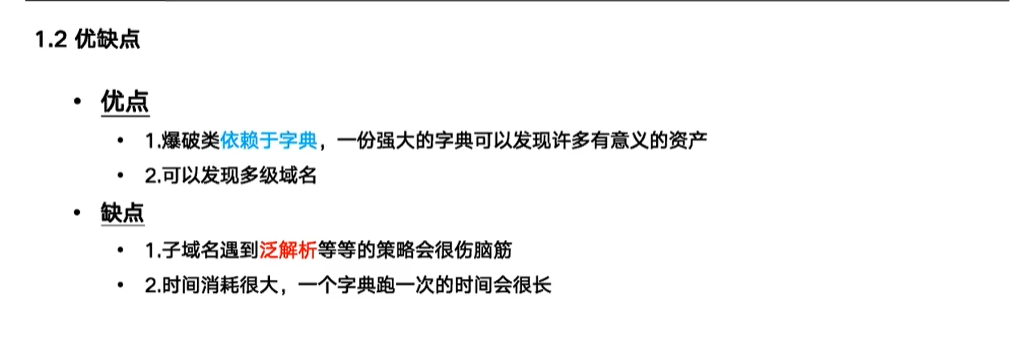 1.2 优缺点
• 优点
• 1.爆破类依赖于字典，一份强大的字典可以发现许多有意义的资产
• 2.可以发现多级域名
• 缺点
• 1.子域名遇到泛解析等等的策略会很伤脑筋
• 2.时间消耗很大，一个字典跑一次的时间会很长